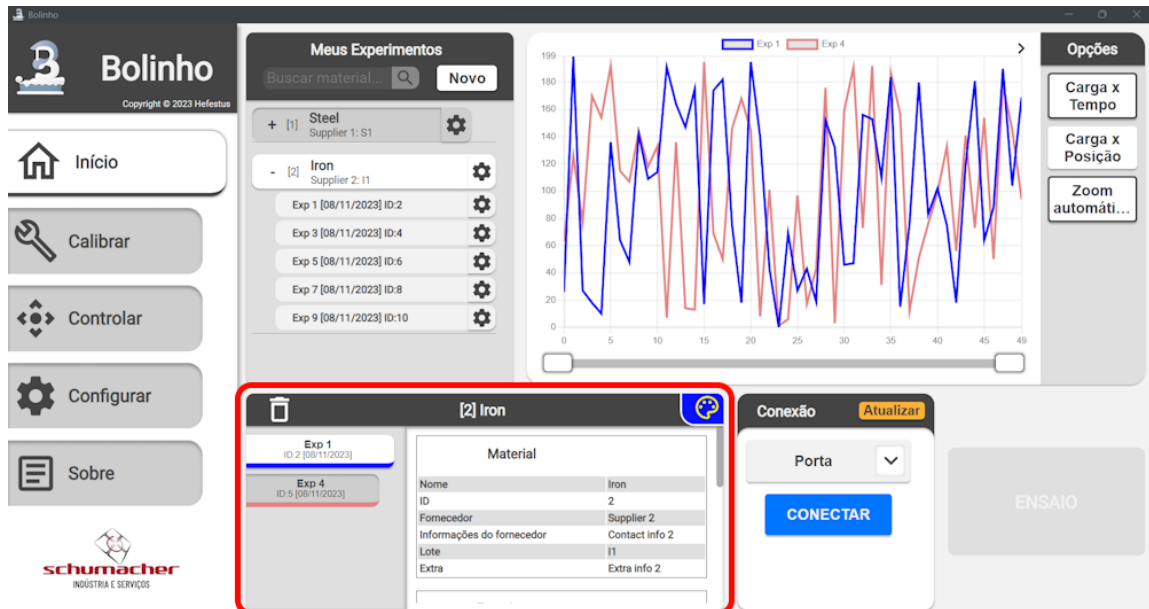 Bolinho
Bolinho
Copyright © 2023 Hefestus
Início
Calibrar
Controlar
Configurar
Sobre
schumacher
INDÚSTRIA E SERVIÇOS
Meus Experimentos
Buscar material...
Novo
+ [1] Steel
Supplier 1: S1
- [2] Iron
Supplier 2: I1
Exp 1 [08/11/2023] ID:2
Exp 3 [08/11/2023] ID:4
Exp 5 [08/11/2023] ID:6
Exp 7 [08/11/2023] ID:8
Exp 9 [08/11/2023] ID:10
Exp 1 Exp 4
199
180
160
140
120
100
80
60
40
20
0
0 5 10 15 20 25 30 35 40 45 49
Opções
Carga x
Tempo
Carga x
Posição
Zoom
automáti...
[2] Iron
Exp 1
ID:2 [08/11/2023]
Exp 4
ID:5 [08/11/2023]
Material
Nome Iron
ID 2
Fornecedor Supplier 2
Informações do fornecedor Contact info 2
Lote I1
Extra Extra info 2
Conexão
Atualizar
Porta
CONECTAR
ENSAIO